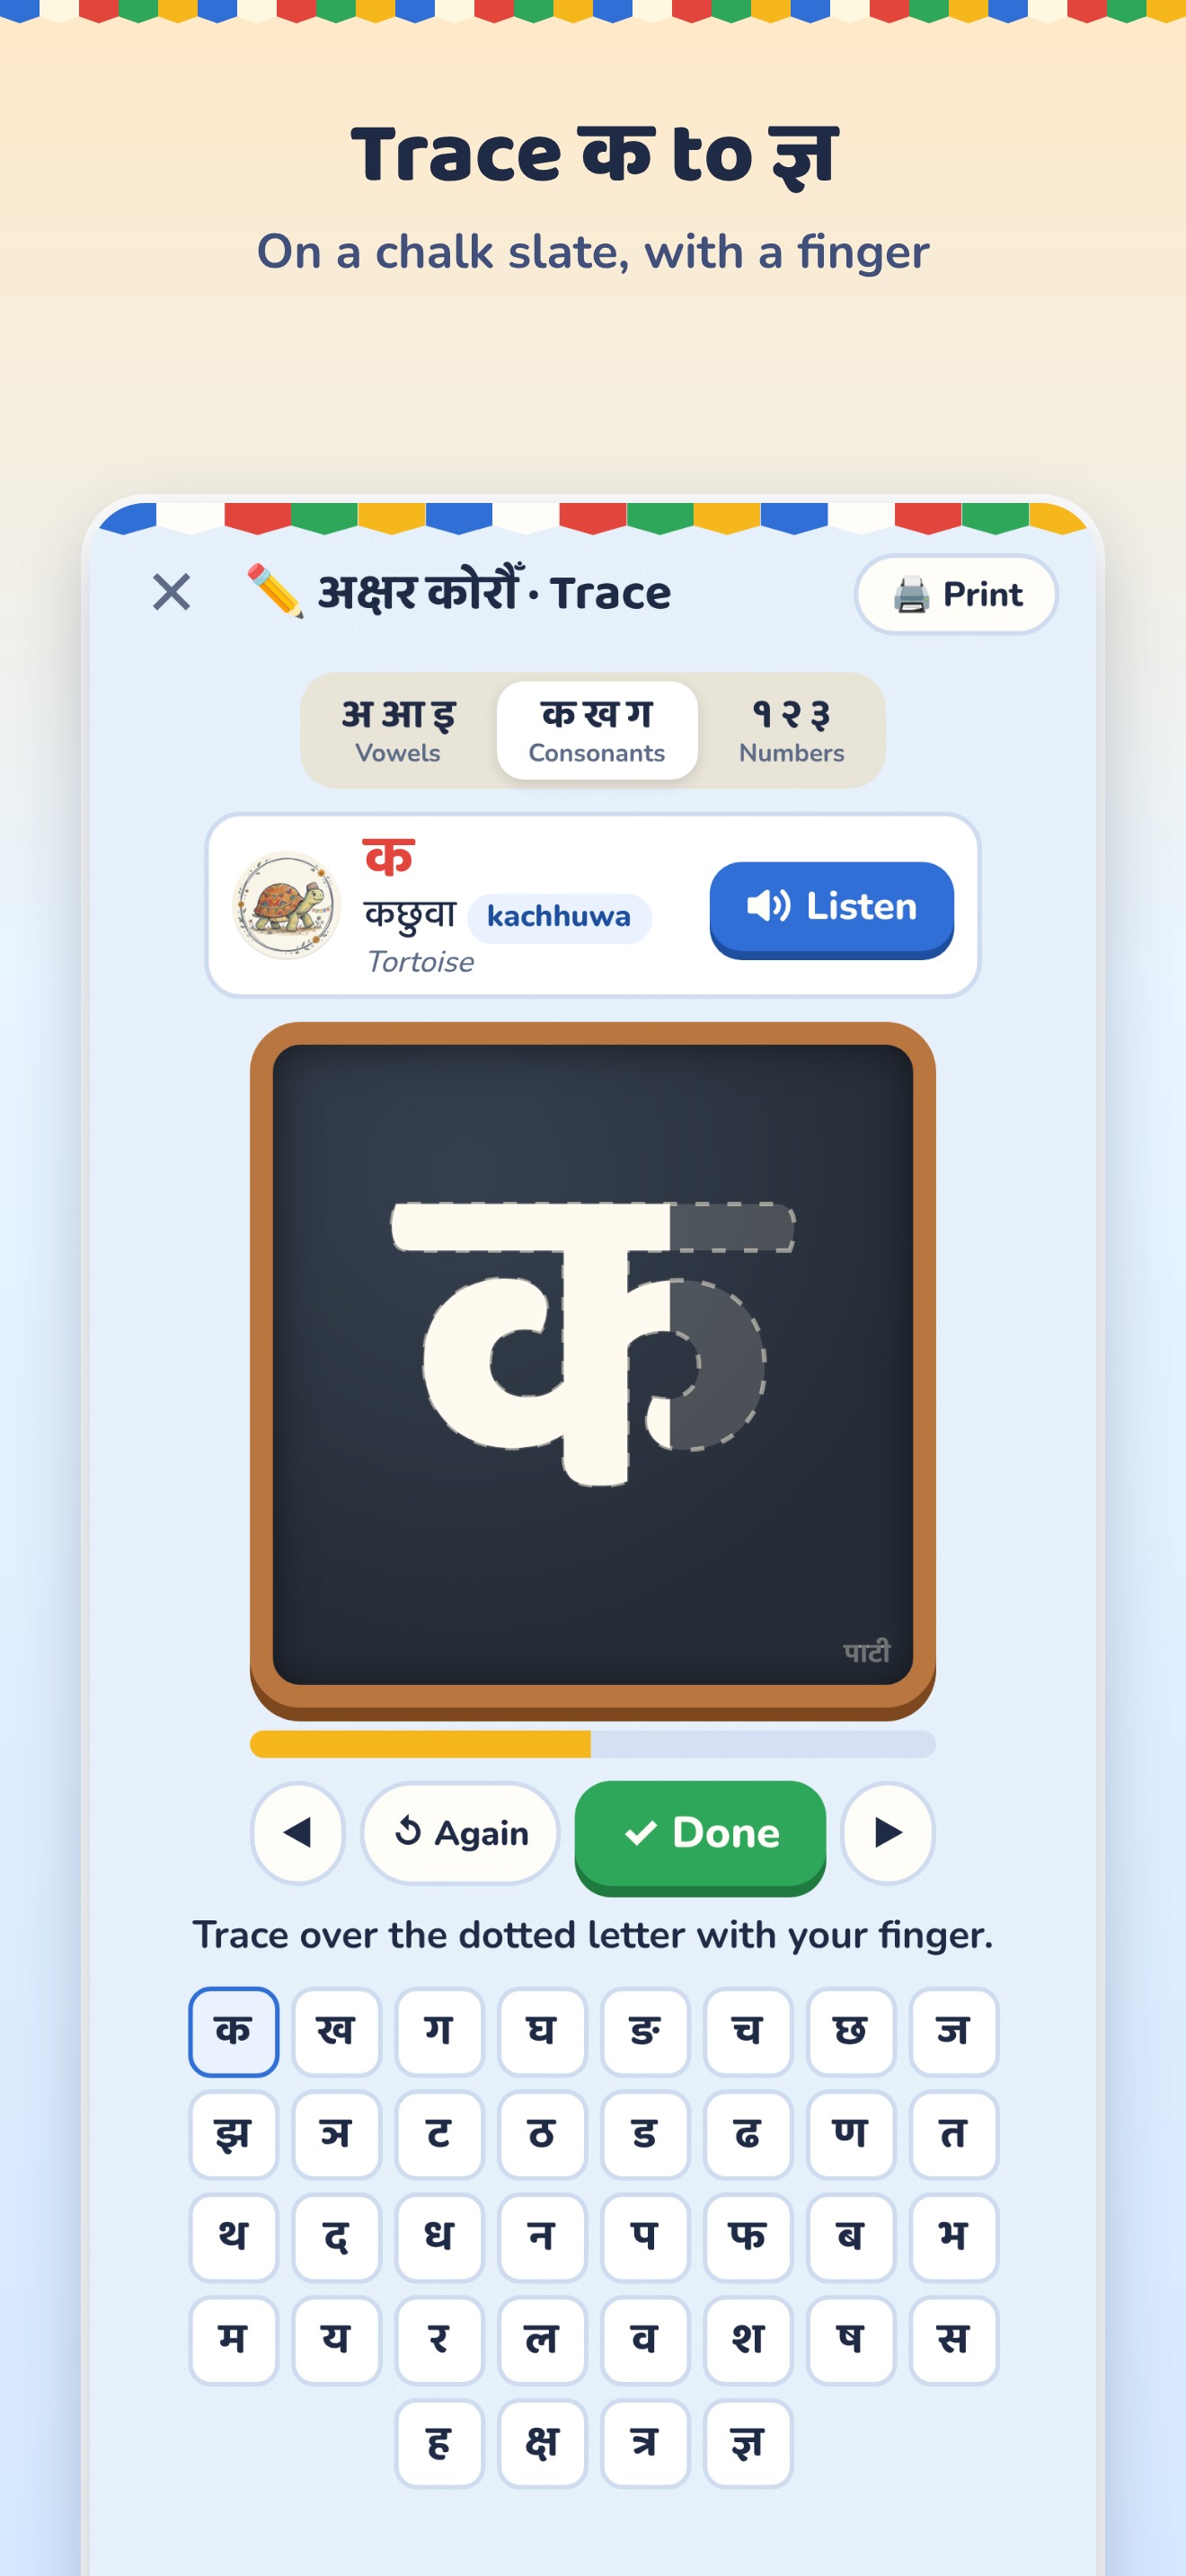 Trace क to ज्ञ
On a chalk slate, with a finger
✏️ अक्षर कोरौँ · Trace
🖨️ Print
अ आ इ
Vowels
क ख ग
Consonants
१ २ ३
Numbers
क
कछुवा kachhuwa
Tortoise
Listen
क
पाटी
Again
Done
Trace over the dotted letter with your finger.
क ख ग घ ङ च छ ज
झ ञ ट ठ ड ढ ण त
थ द ध न प फ ब भ
म य र ल व श ष स
ह क्ष त्र ज्ञ